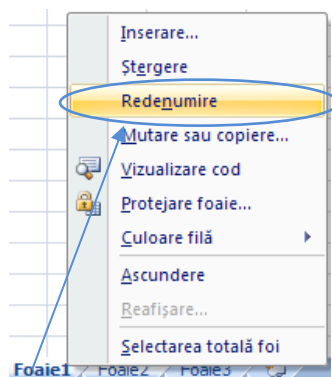 Inserare...
Ștergere
Redenumire
Mutare sau copiere...
Vizualizare cod
Protejare foaie...
Culoare filă
Ascundere
Reafișare...
Selectarea totală foi
Foaie1 Foaie2 Foaie3